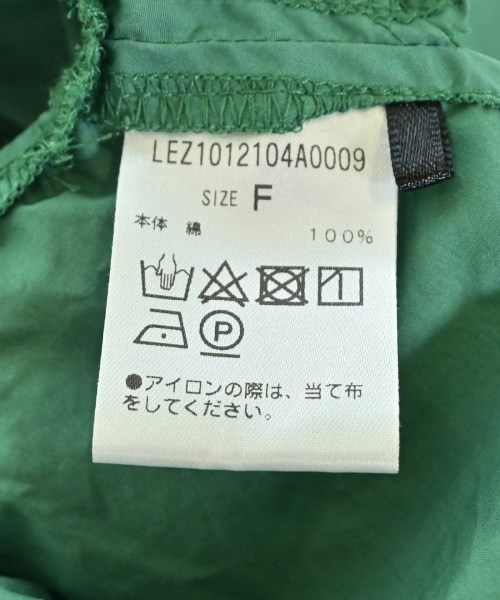 LEZ1012104A0009
SIZE F
本体 綿 100%
P
●アイロンの際は、当て布
をしてください。